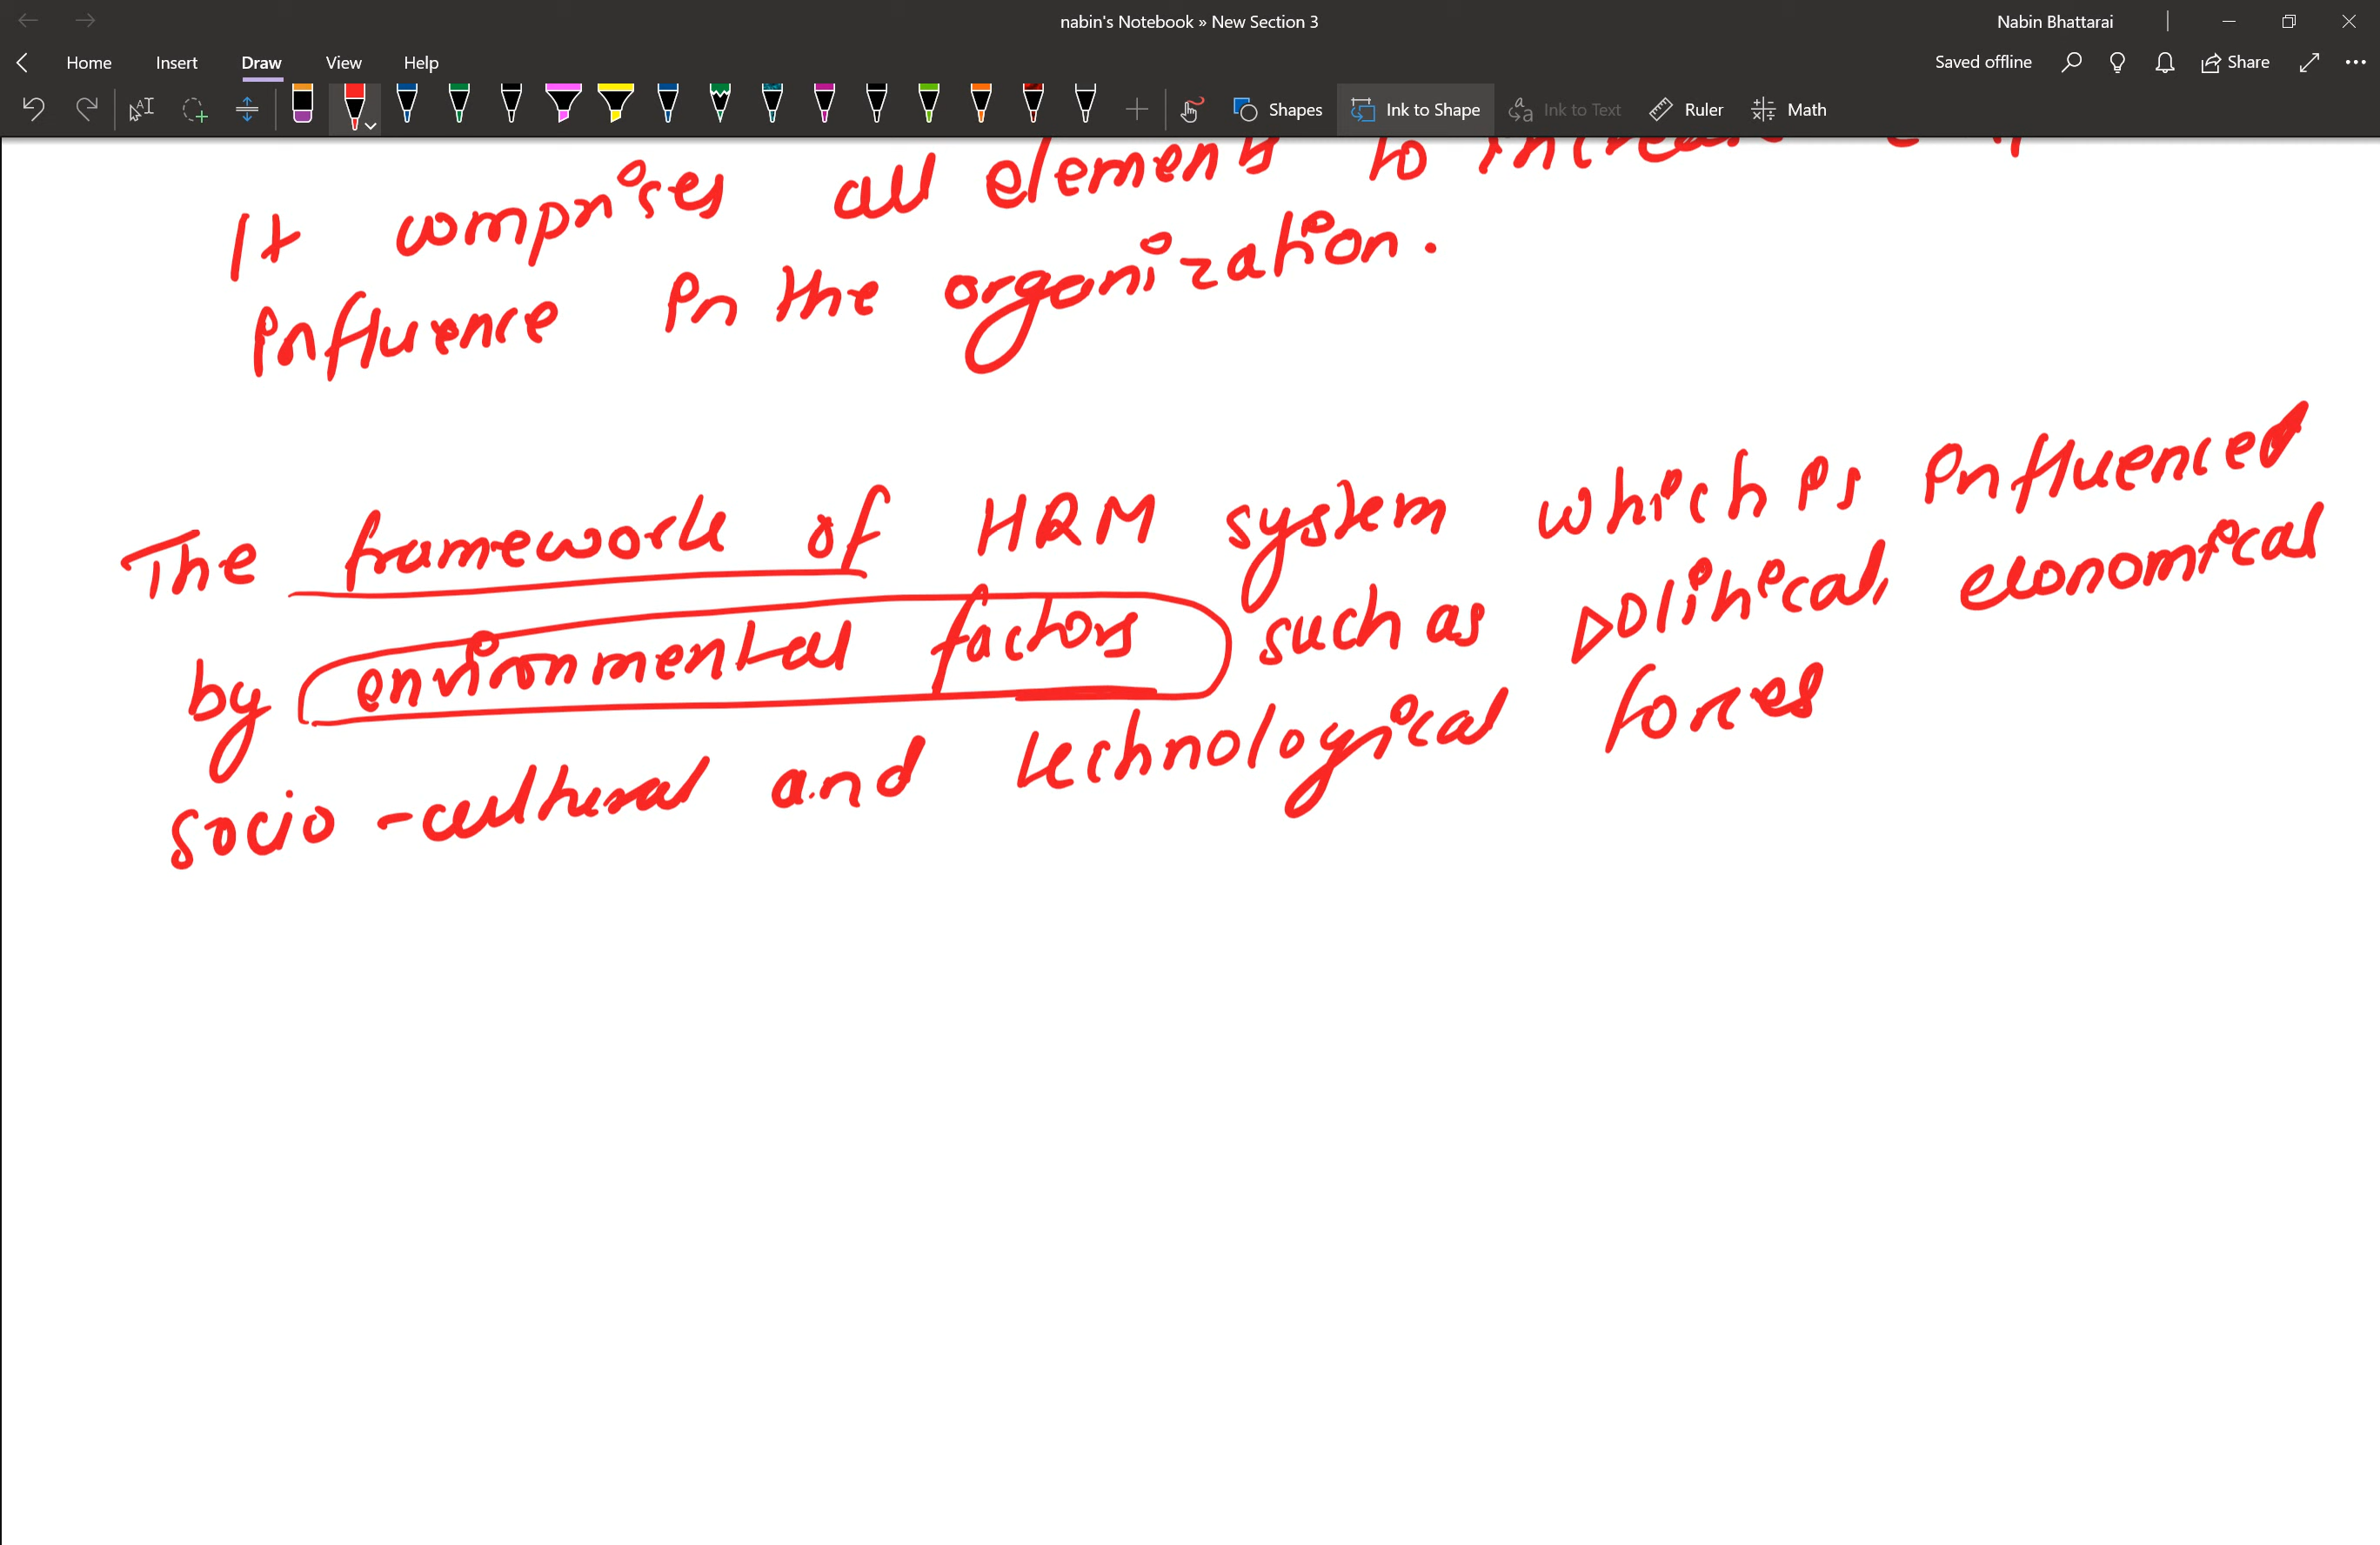 nabin's Notebook » New Section 3
Nabin Bhattarai
Home Insert Draw View Help
Saved offline
Share
Shapes Ink to Shape Ink to Text Ruler Math
It comprises all elements to increase
influence in the organization.
The framework of HRM system which is influenced
by environmental factors such as political, economical
socio-cultural and technological forces